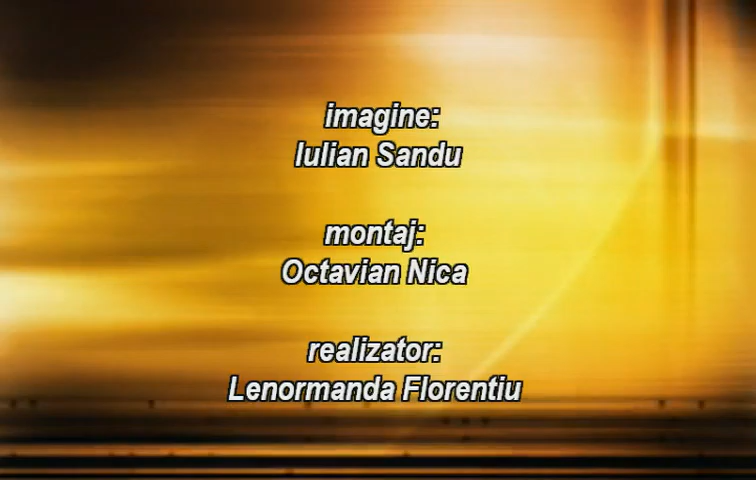 imagine:
Iulian Sandu
montaj:
Octavian Nica
realizator:
Lenormanda Florentiu